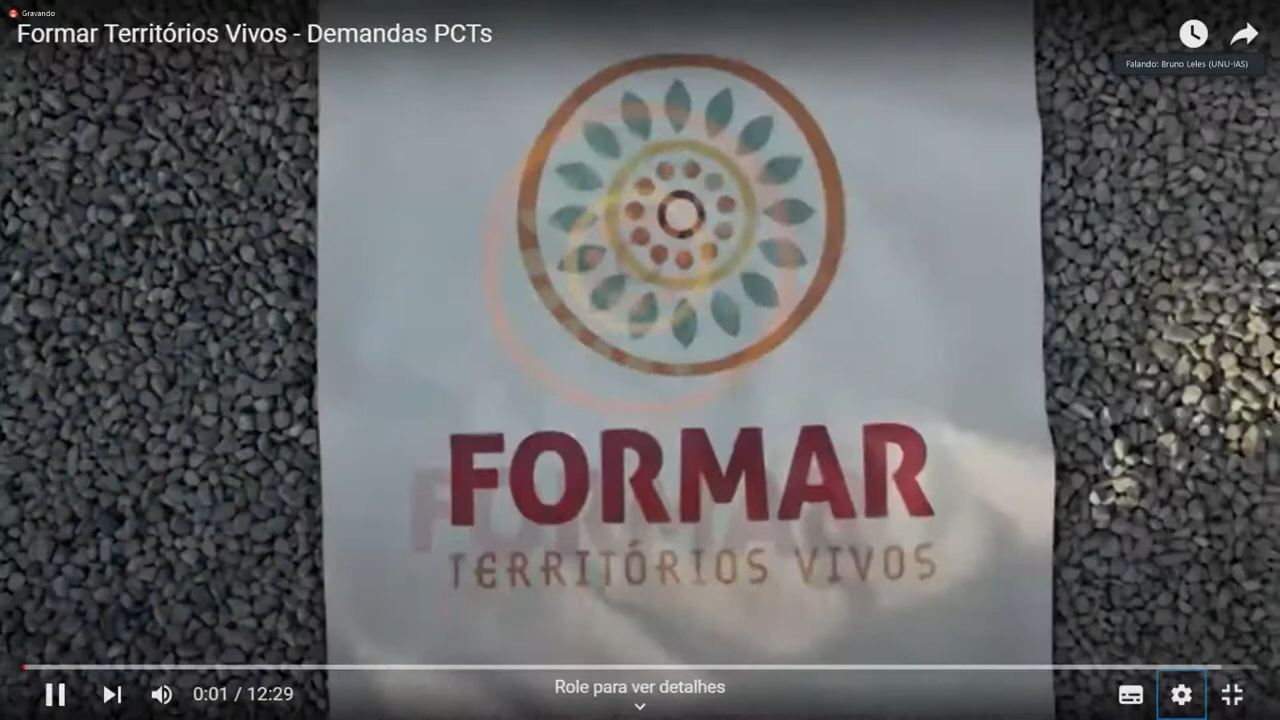 Gravando
Formar Territórios Vivos - Demandas PCTs
Falando: Bruno Leles (UNU-IAS)
FORMAR
TERRITÓRIOS VIVOS
0:01 / 12:29
Role para ver detalhes